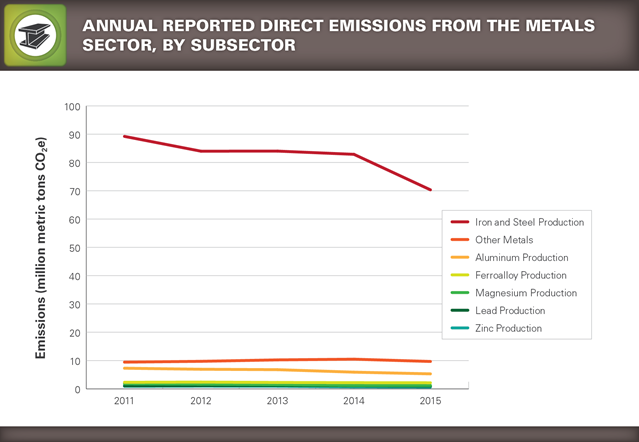 ANNUAL REPORTED DIRECT EMISSIONS FROM THE METALS
SECTOR, BY SUBSECTOR
Emissions (million metric tons CO₂e)
100
90
80
70
60
50
40
30
20
10
0
2011
2012
2013
2014
2015
Iron and Steel Production
Other Metals
Aluminum Production
Ferroalloy Production
Magnesium Production
Lead Production
Zinc Production